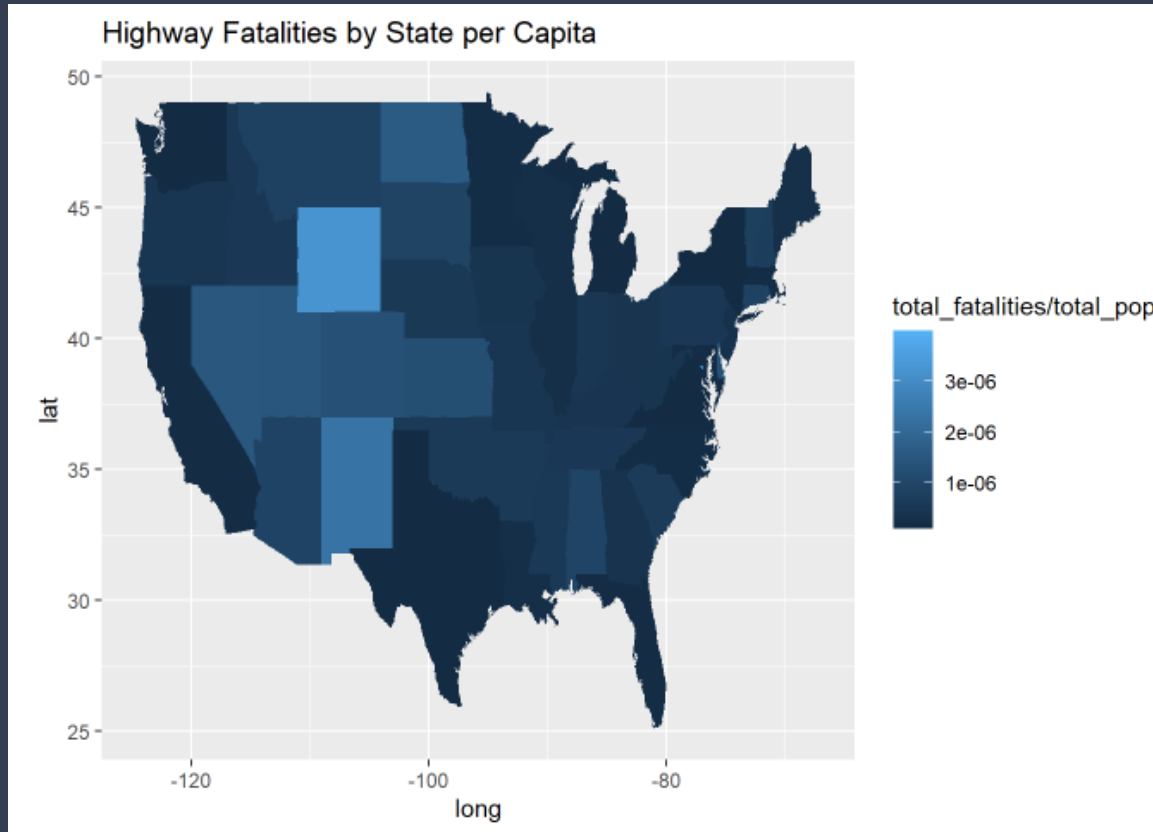 Highway Fatalities by State per Capita
50
45
40
35
30
25
lat
-120
-100
-80
long
total_fatalities/total_pop
3e-06
2e-06
1e-06